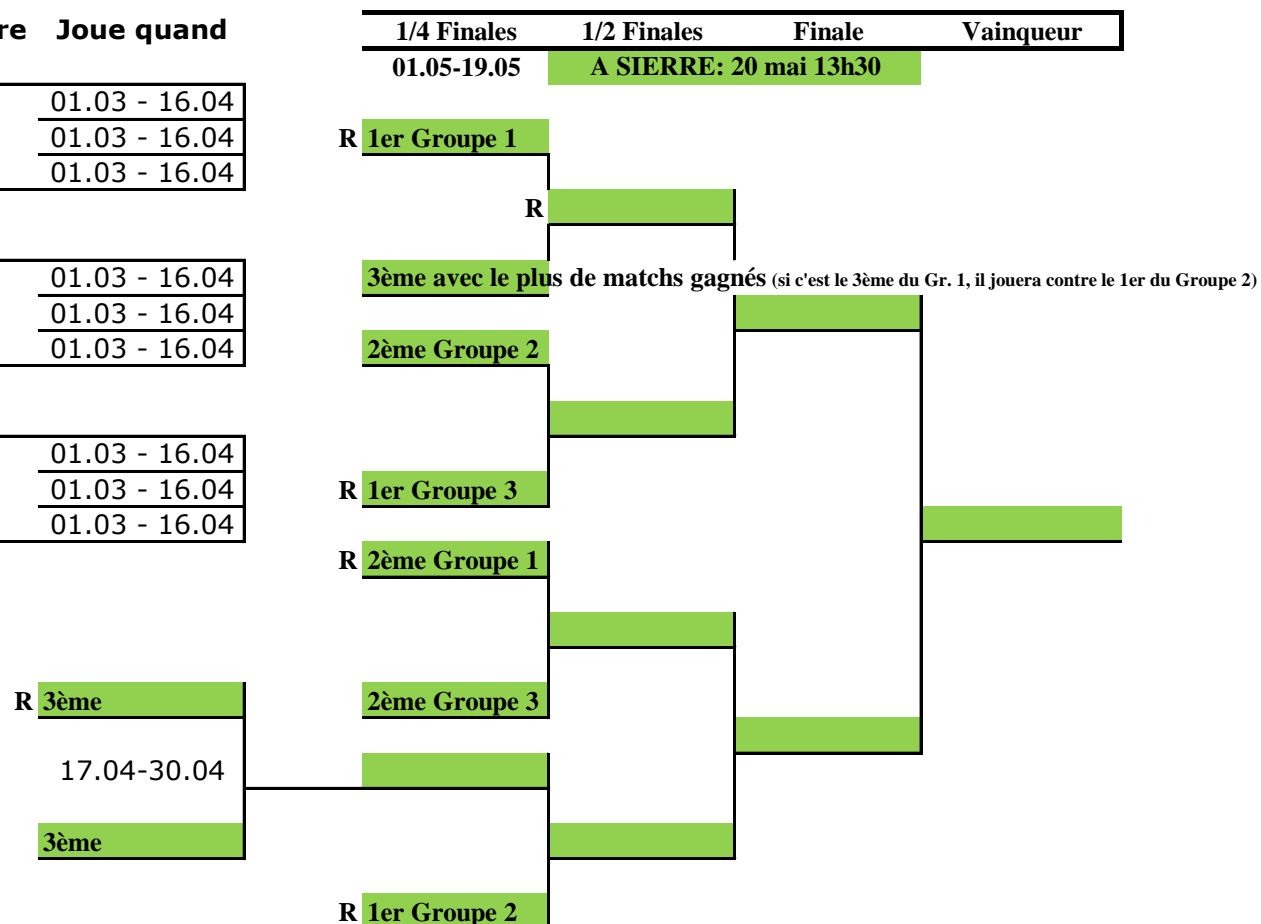 re Joue quand 1/4 Finales 1/2 Finales Finale Vainqueur
01.05-19.05 A SIERRE: 20 mai 13h30
01.03 - 16.04
01.03 - 16.04 R 1er Groupe 1
01.03 - 16.04
R
01.03 - 16.04 3ème avec le plus de matchs gagnés (si c'est le 3ème du Gr. 1, il jouera contre le 1er du Groupe 2)
01.03 - 16.04
01.03 - 16.04 2ème Groupe 2
01.03 - 16.04
01.03 - 16.04 R 1er Groupe 3
01.03 - 16.04
R 2ème Groupe 1
R 3ème 2ème Groupe 3
17.04-30.04
3ème
R 1er Groupe 2